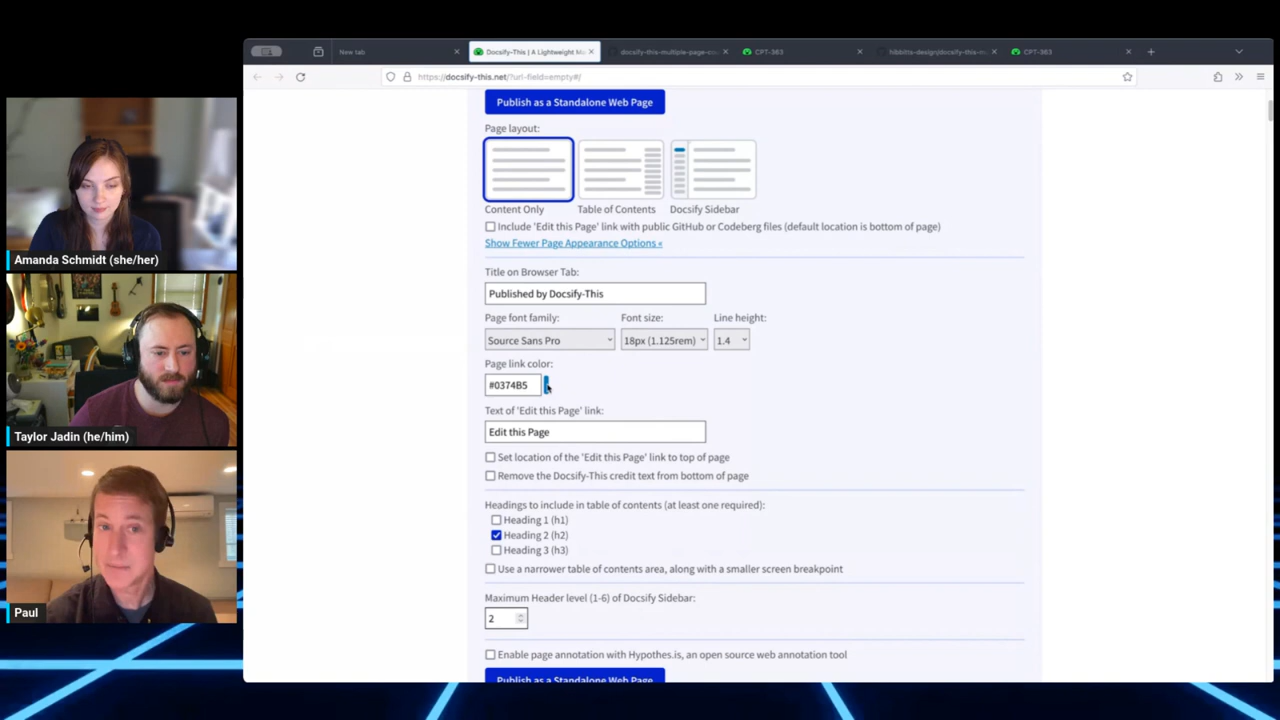 New tab
Docsify-This | A Lightweight Ma
docsify-this-multiple-page-cou
CPT-363
hibbitts-design/docsify-this-m
CPT-363
https://docsify-this.net/?url-field=empty#/
Publish as a Standalone Web Page
Page layout:
Content Only
Table of Contents
Docsify Sidebar
Include 'Edit this Page' link with public GitHub or Codeberg files (default location is bottom of page)
Show Fewer Page Appearance Options «
Title on Browser Tab:
Published by Docsify-This
Page font family:
Font size:
Line height:
Source Sans Pro
18px (1.125rem)
1.4
Page link color:
#0374B5
Text of 'Edit this Page' link:
Edit this Page
Set location of the 'Edit this Page' link to top of page
Remove the Docsify-This credit text from bottom of page
Headings to include in table of contents (at least one required):
Heading 1 (h1)
Heading 2 (h2)
Heading 3 (h3)
Use a narrower table of contents area, along with a smaller screen breakpoint
Maximum Header level (1-6) of Docsify Sidebar:
2
Enable page annotation with Hypothes.is, an open source web annotation tool
Publish as a Standalone Web Page
Amanda Schmidt (she/her)
Taylor Jadin (he/him)
Paul